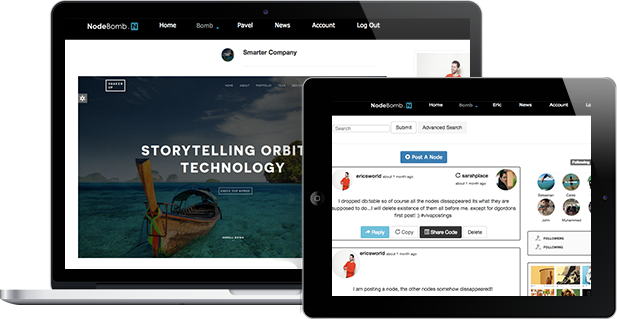 NodeBomb. N Home Bomb Pavel News Account Log Out
Smarter Company
STORYTELLING ORBIT
TECHNOLOGY
NodeBomb. N Home Bomb Eric News Account Lo
Search Submit Advanced Search
Post A Node
Following
ericsworld about 1 month ago
sarahplace
about 1 month ago
Sebastian Carlos
John Muhammed
I dropped db:table so of course all the nodes disappeared its what they are
supposed to do...I will delete existence of them all before me. except for dgordons
first post! :) #vivapostings
Reply Copy Share Code Delete
FOLLOWERS
FOLLOWING
ericsworld about 1 month ago
I am posting a node, the other nodes somehow disappeared!!